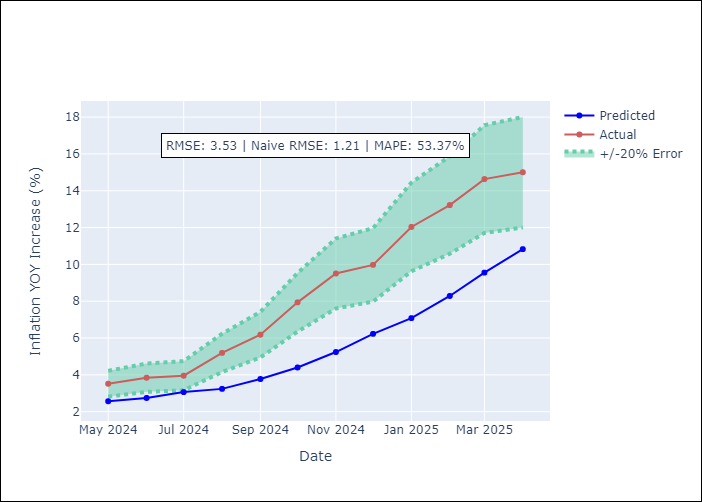 Predicted
Actual
+/-20% Error
RMSE: 3.53 | Naive RMSE: 1.21 | MAPE: 53.37%
18
16
14
12
10
8
6
4
2
Inflation YOY Increase (%)
May 2024 Jul 2024 Sep 2024 Nov 2024 Jan 2025 Mar 2025
Date